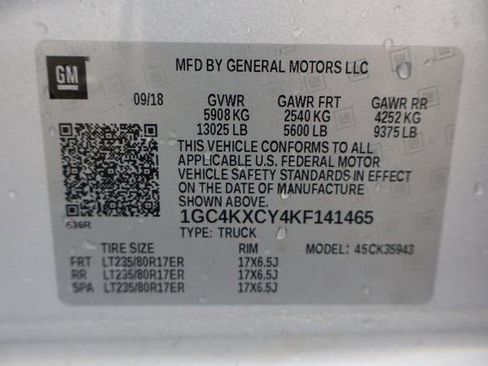 GM
MFD BY GENERAL MOTORS LLC
09/18 GVWR GAWR FRT GAWR RR
5908 KG 2540 KG 4252 KG
13025 LB 5600 LB 9375 LB
THIS VEHICLE CONFORMS TO ALL
APPLICABLE U.S. FEDERAL MOTOR
VEHICLE SAFETY STANDARDS IN EFFECT
ON THE DATE OF MANUFACTURE
SHOWN ABOVE.
1GC4KXCY4KF141465
636R TYPE: TRUCK
TIRE SIZE RIM MODEL: 45CK35943
FRT LT235/80R17ER 17X6.5J
RR LT235/80R17ER 17X6.5J
SPA LT235/80R17ER 17X6.5J